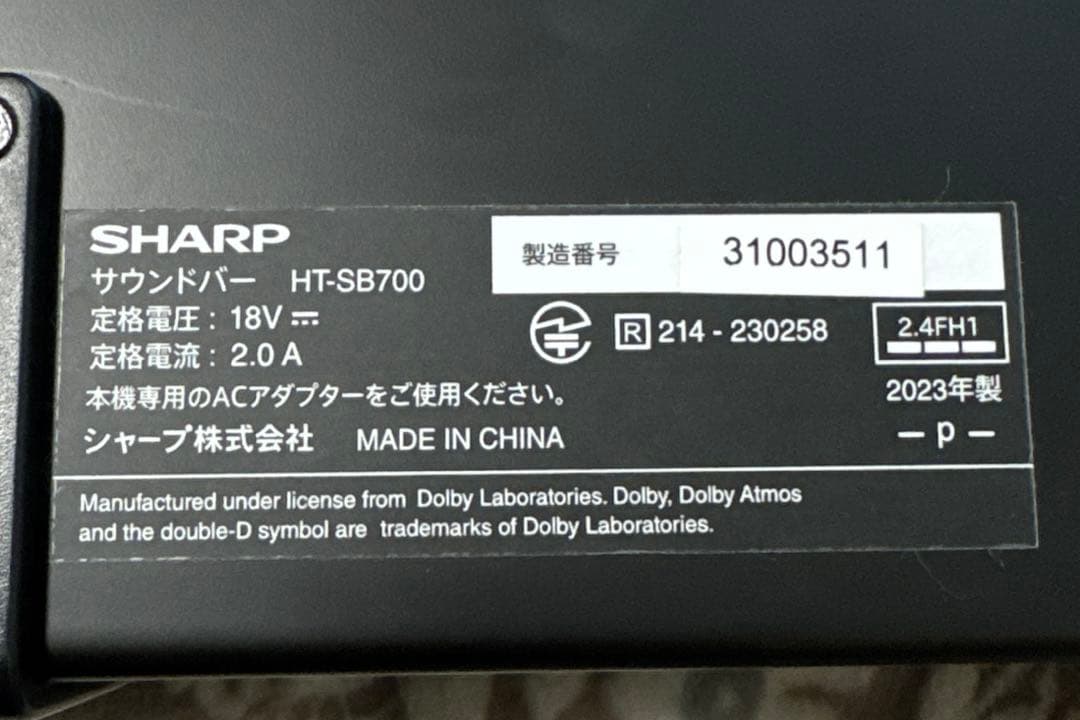 SHARP
サウンドバー HT-SB700
製造番号 31003511
定格電圧：18V ⎓
定格電流：2.0 A
R 214 - 230258
2.4FH1
本機専用のACアダプターをご使用ください。
2023年製
シャープ株式会社 MADE IN CHINA
— p —
Manufactured under license from Dolby Laboratories. Dolby, Dolby Atmos
and the double-D symbol are trademarks of Dolby Laboratories.